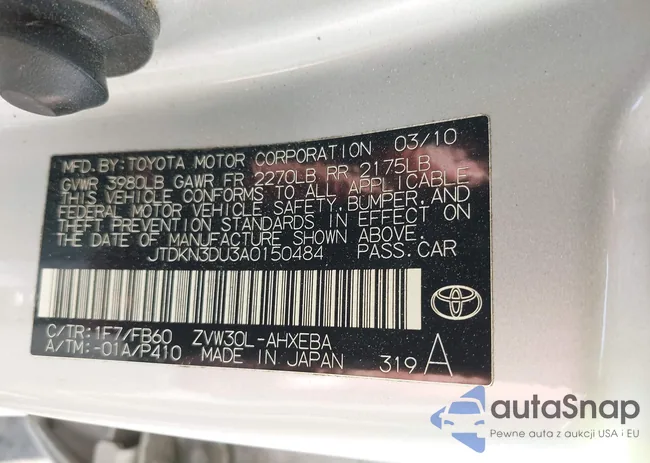 MFD. BY: TOYOTA MOTOR CORPORATION 03/10
GVWR 3980LB GAWR FR 2270LB RR 2175LB
THIS VEHICLE CONFORMS TO ALL APPLICABLE
FEDERAL MOTOR VEHICLE SAFETY, BUMPER, AND
THEFT PREVENTION STANDARDS IN EFFECT ON
THE DATE OF MANUFACTURE SHOWN ABOVE.
JTDKN3DU3A0150484 PASS. CAR
C/TR: 1F7/FB60 ZVW30L-AHXEBA
A/TM: -01A/P410 MADE IN JAPAN 319 A
autaSnap
Pewne auta z aukcji USA i EU